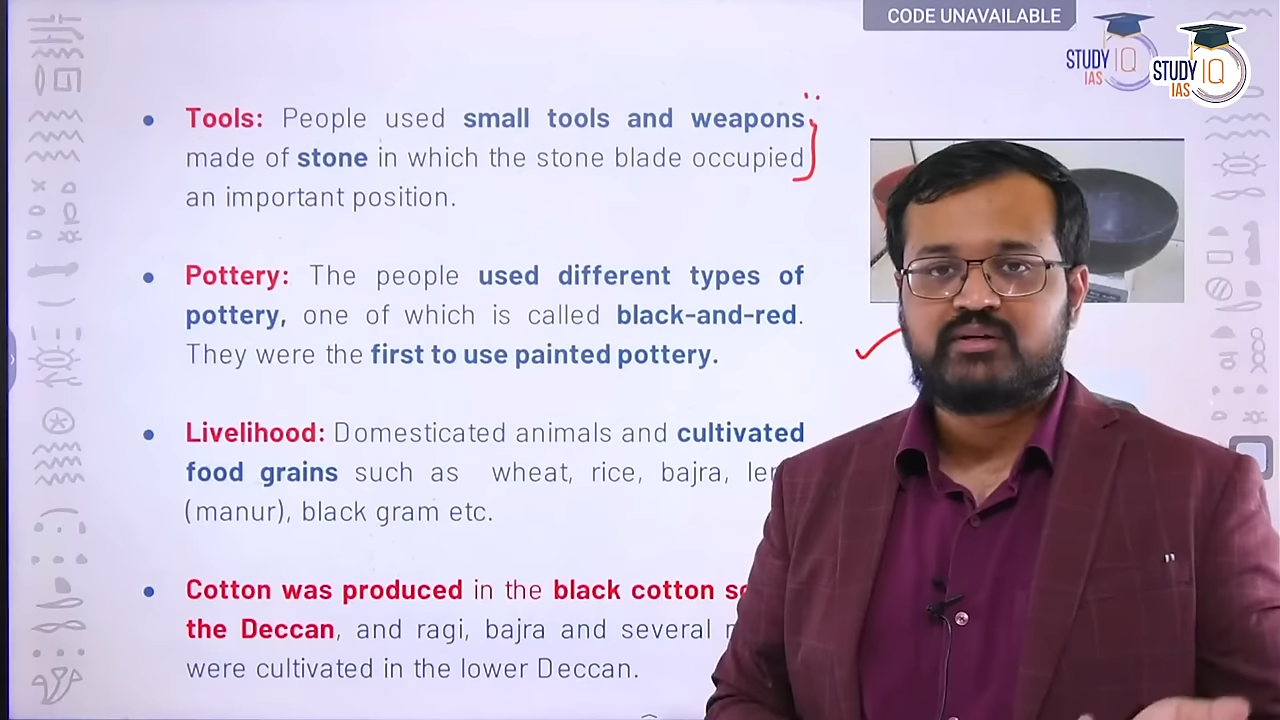 CODE UNAVAILABLE
STUDY IQ
IAS
STUDY IQ
IAS
• Tools: People used small tools and weapons
made of stone in which the stone blade occupied
an important position.
• Pottery: The people used different types of
pottery, one of which is called black-and-red.
They were the first to use painted pottery.
• Livelihood: Domesticated animals and cultivated
food grains such as wheat, rice, bajra,
(manur), black gram etc.
• Cotton was produced in the black cotton
the Deccan, and ragi, bajra and several
were cultivated in the lower Deccan.